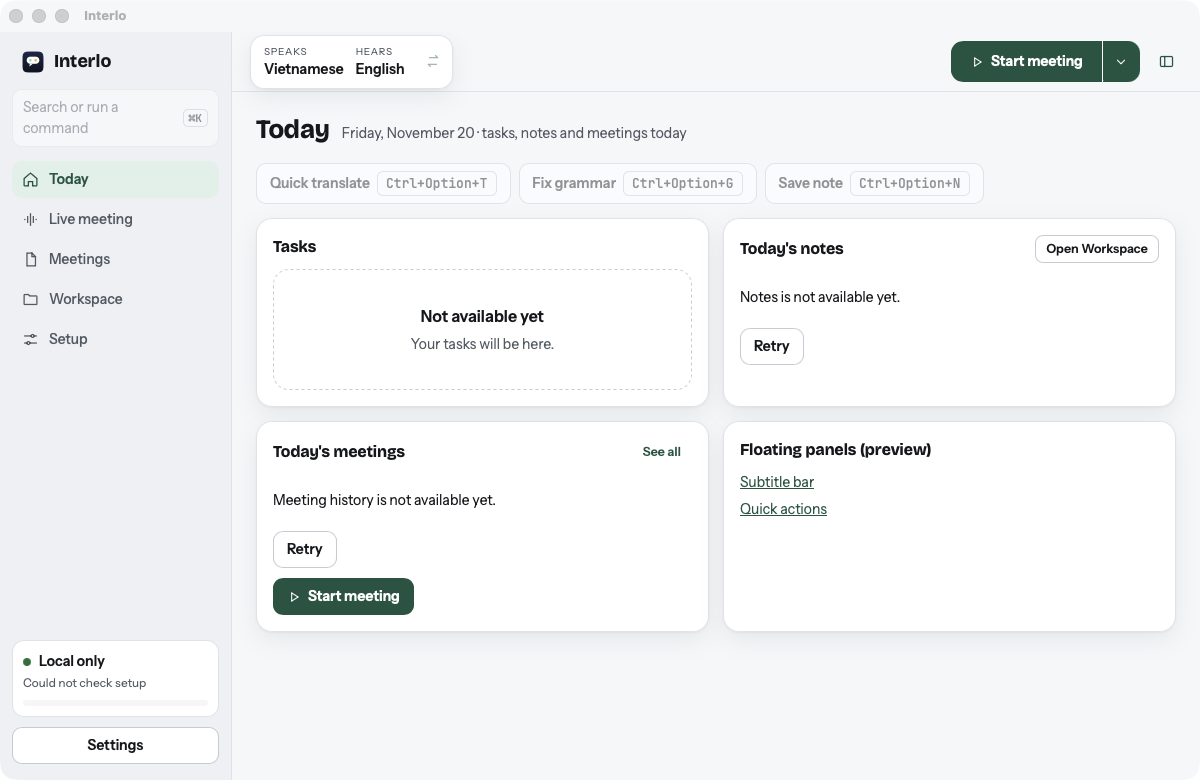 Interlo
Interlo
Search or run a
command
⌘K
Today
Live meeting
Meetings
Workspace
Setup
Local only
Could not check setup
Settings
SPEAKS
Vietnamese
HEARS
English
Start meeting
Today
Friday, November 20 · tasks, notes and meetings today
Quick translate Ctrl+Option+T
Fix grammar Ctrl+Option+G
Save note Ctrl+Option+N
Tasks
Not available yet
Your tasks will be here.
Today's notes
Open Workspace
Notes is not available yet.
Retry
Today's meetings
See all
Meeting history is not available yet.
Retry
Start meeting
Floating panels (preview)
Subtitle bar
Quick actions